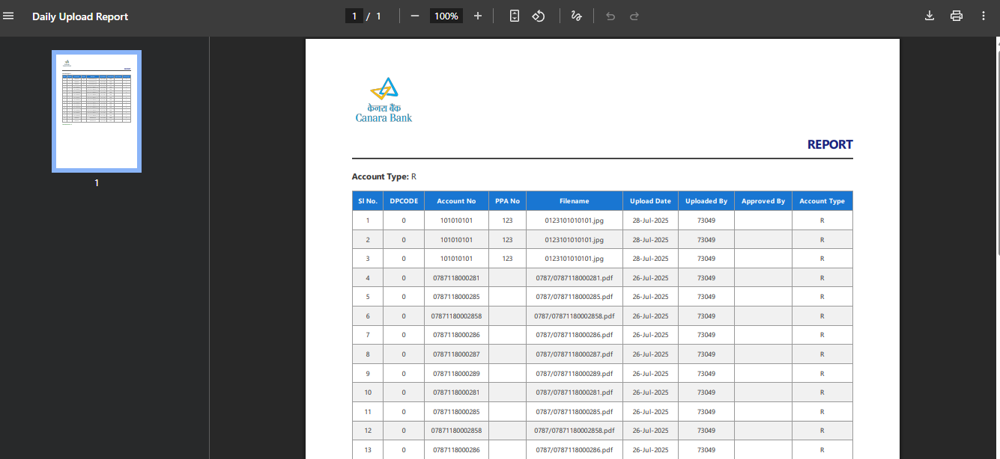 Daily Upload Report
1 / 1
100%
1
केनरा बैंक
Canara Bank
REPORT
Account Type: R
Sl No. DPCODE Account No PPA No Filename Upload Date Uploaded By Approved By Account Type
1 0 101010101 123 0123101010101.jpg 28-Jul-2025 73049 R
2 0 101010101 123 0123101010101.jpg 28-Jul-2025 73049 R
3 0 101010101 123 0123101010101.jpg 28-Jul-2025 73049 R
4 0 0787118000281 0787/0787118000281.pdf 26-Jul-2025 73049 R
5 0 0787118000285 0787/0787118000285.pdf 26-Jul-2025 73049 R
6 0 07871180002858 0787/07871180002858.pdf 26-Jul-2025 73049 R
7 0 0787118000286 0787/0787118000286.pdf 26-Jul-2025 73049 R
8 0 0787118000287 0787/0787118000287.pdf 26-Jul-2025 73049 R
9 0 0787118000289 0787/0787118000289.pdf 26-Jul-2025 73049 R
10 0 0787118000281 0787/0787118000281.pdf 26-Jul-2025 73049 R
11 0 0787118000285 0787/0787118000285.pdf 26-Jul-2025 73049 R
12 0 07871180002858 0787/07871180002858.pdf 26-Jul-2025 73049 R
13 0 0787118000286 0787/0787118000286.pdf 26-Jul-2025 73049 R